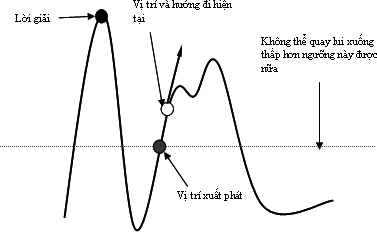 Lời giải
Vị trí và hướng đi hiện
tại
Không thể quay lui xuống
thấp hơn ngưỡng này được
nữa
Vị trí xuất phát